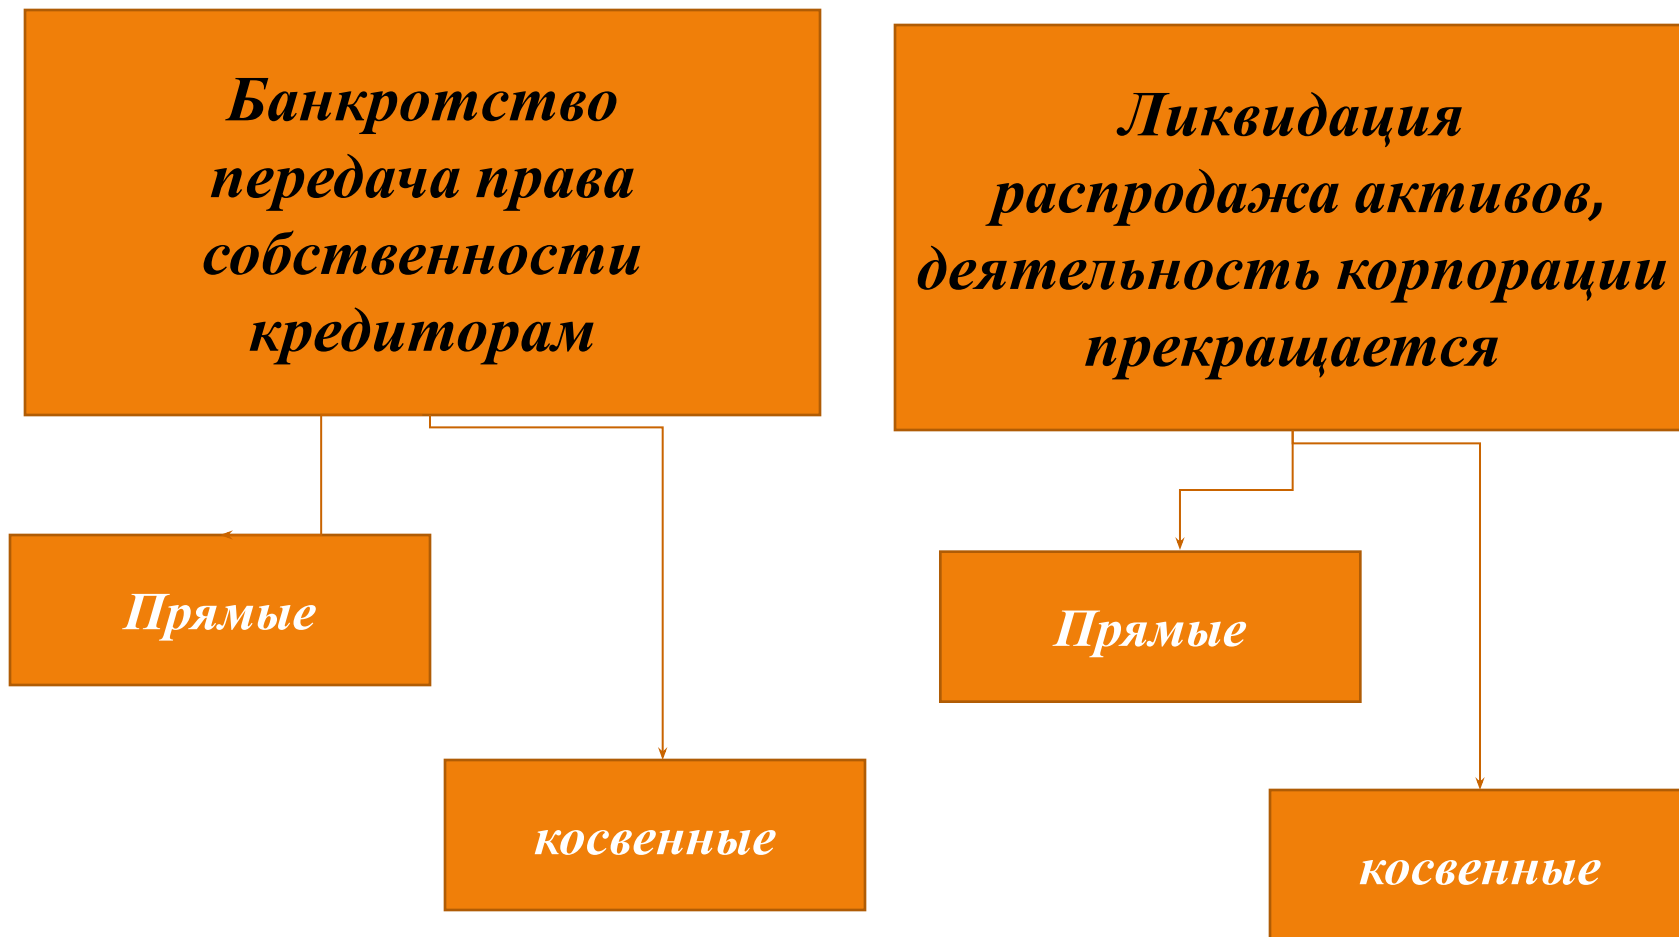 Банкротство
передача права
собственности
кредиторам
Ликвидация
распродажа активов,
деятельность корпорации
прекращается
Прямые
косвенные
Прямые
косвенные